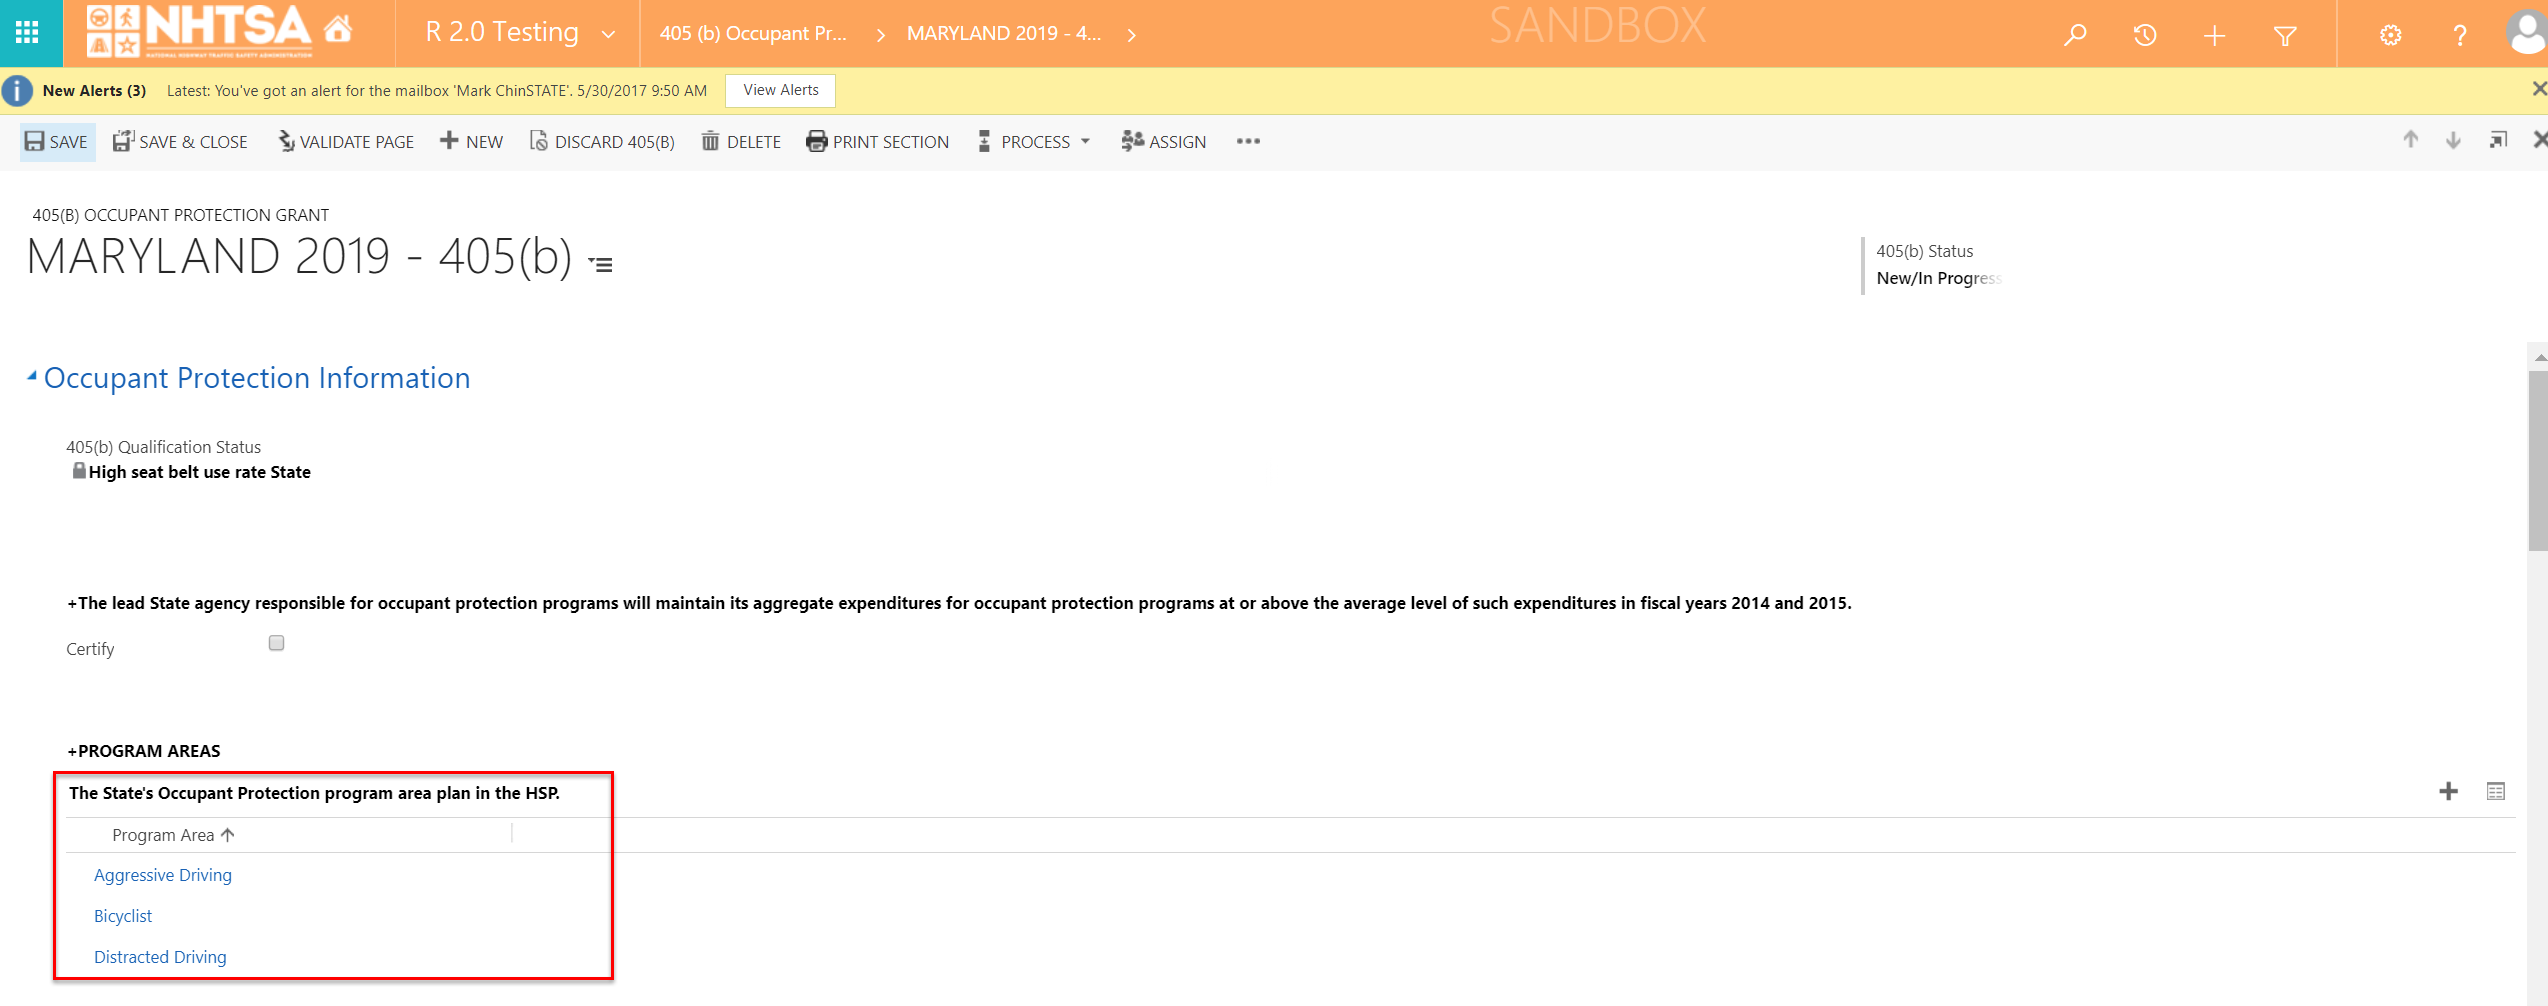 NHTSA
NATIONAL HIGHWAY TRAFFIC SAFETY ADMINISTRATION
R 2.0 Testing
405 (b) Occupant Pr...
MARYLAND 2019 - 4...
SANDBOX
New Alerts (3) Latest: You've got an alert for the mailbox 'Mark ChinSTATE'. 5/30/2017 9:50 AM View Alerts
SAVE SAVE & CLOSE VALIDATE PAGE NEW DISCARD 405(B) DELETE PRINT SECTION PROCESS ASSIGN
405(B) OCCUPANT PROTECTION GRANT
MARYLAND 2019 - 405(b)
405(b) Status
New/In Progress
Occupant Protection Information
405(b) Qualification Status
High seat belt use rate State
+The lead State agency responsible for occupant protection programs will maintain its aggregate expenditures for occupant protection programs at or above the average level of such expenditures in fiscal years 2014 and 2015.
Certify
+PROGRAM AREAS
The State's Occupant Protection program area plan in the HSP.
Program Area
Aggressive Driving
Bicyclist
Distracted Driving